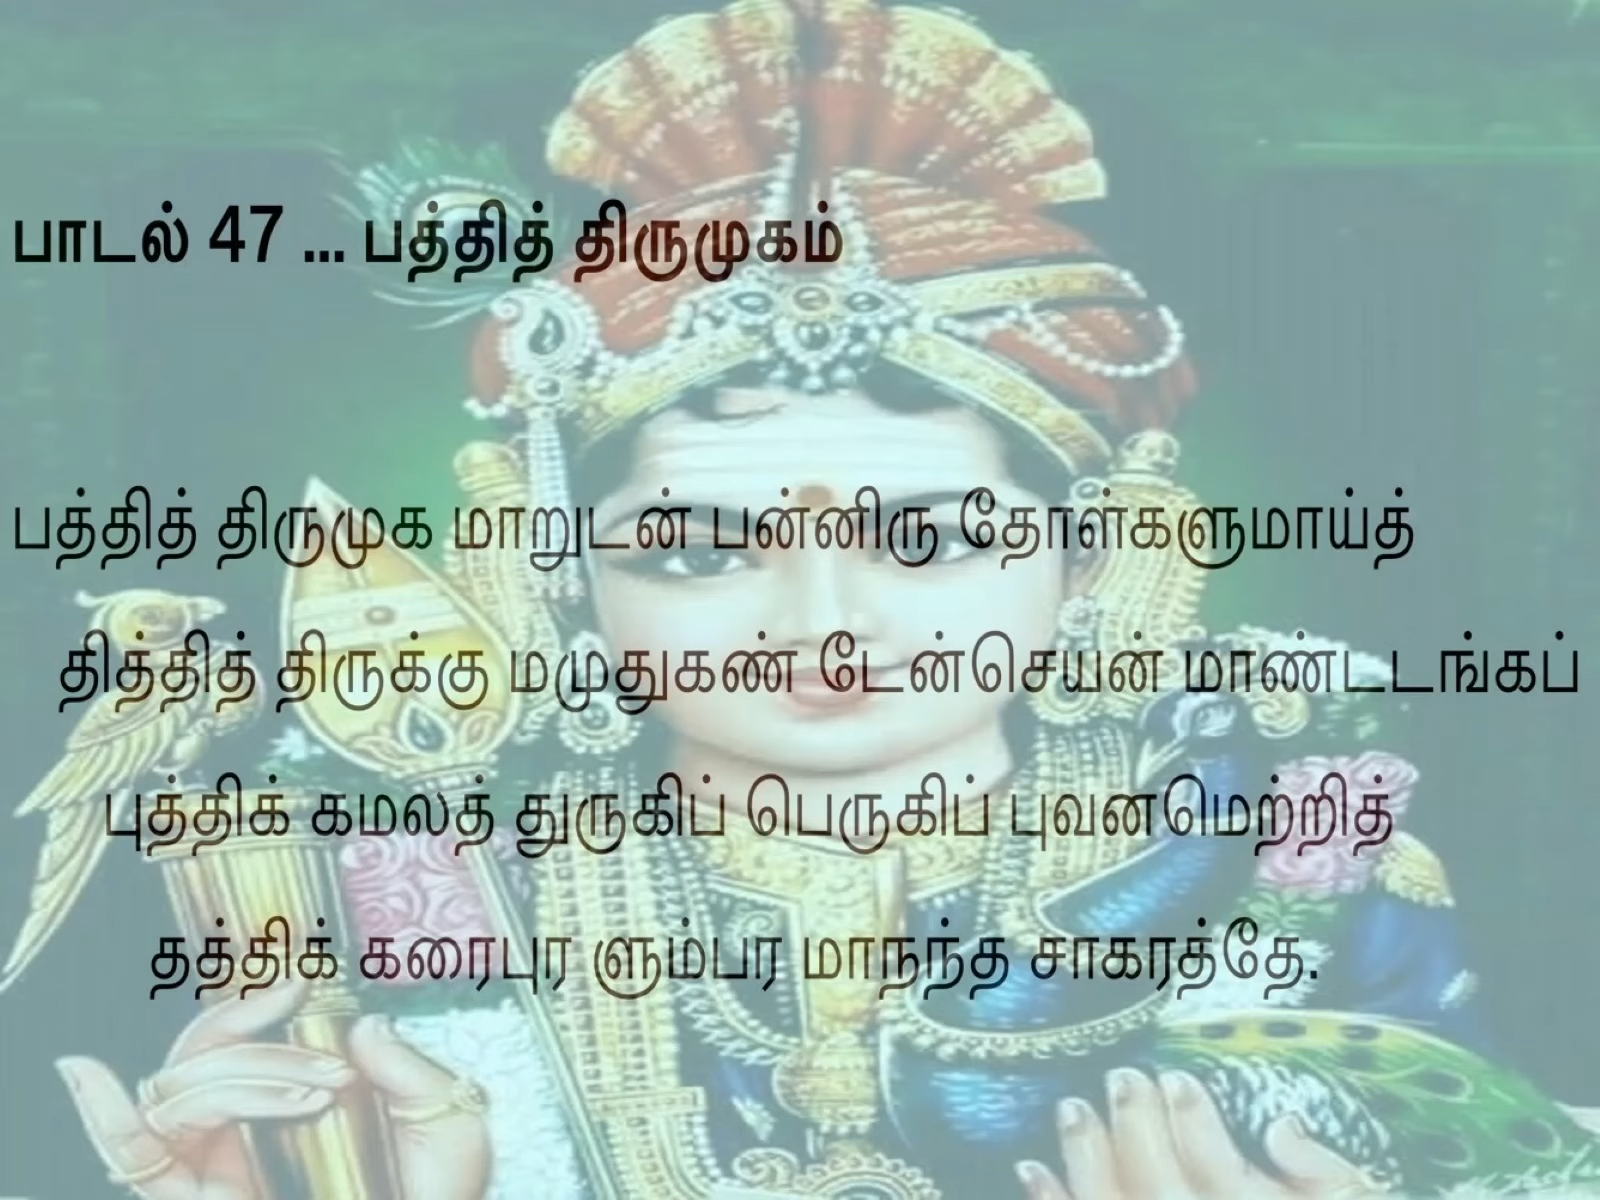 பாடல் 47 ... பத்தித் திருமுகம்
பத்தித் திருமுக மாறுடன் பன்னிரு தோள்களுமாய்த்
தித்தித் திருக்கு மமுதுகண் டேன்செயன் மாண்டடங்கப்
புத்திக் கமலத் துருகிப் பெருகிப் புவனமெற்றித்
தத்திக் கரைபுர ளும்பர மாநந்த சாகரத்தே.